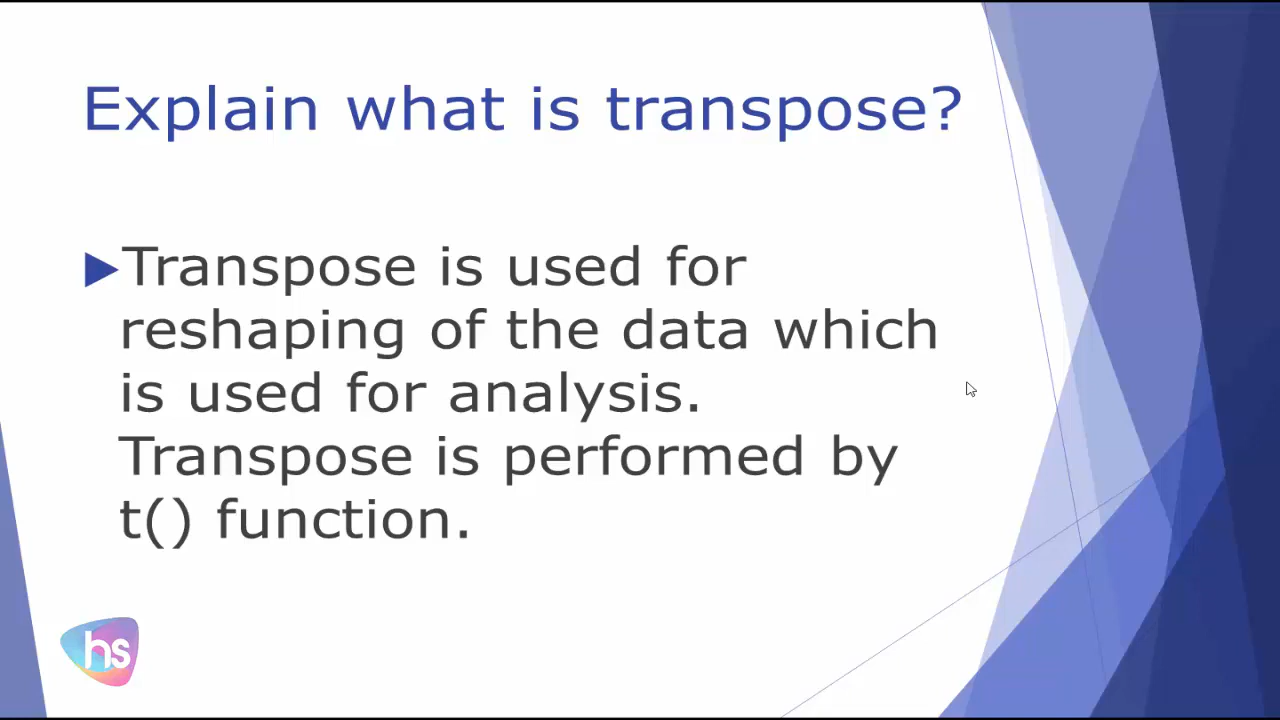 Explain what is transpose?
Transpose is used for
reshaping of the data which
is used for analysis.
Transpose is performed by
t() function.
hs